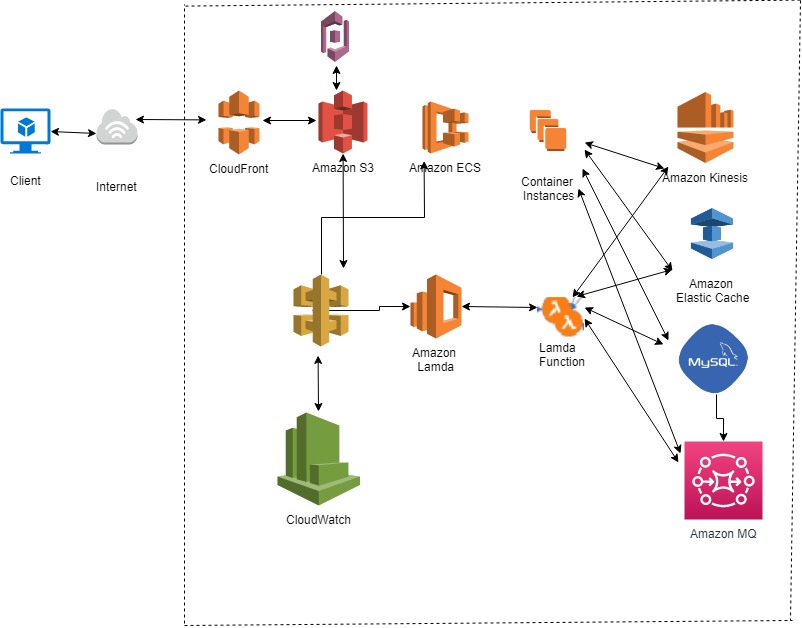 Client
Internet
CloudFront
Amazon S3
Amazon ECS
Container
Instances
Amazon Kinesis
Amazon
Elastic Cache
Amazon
Lamda
Lamda
Function
MySQL
CloudWatch
Amazon MQ